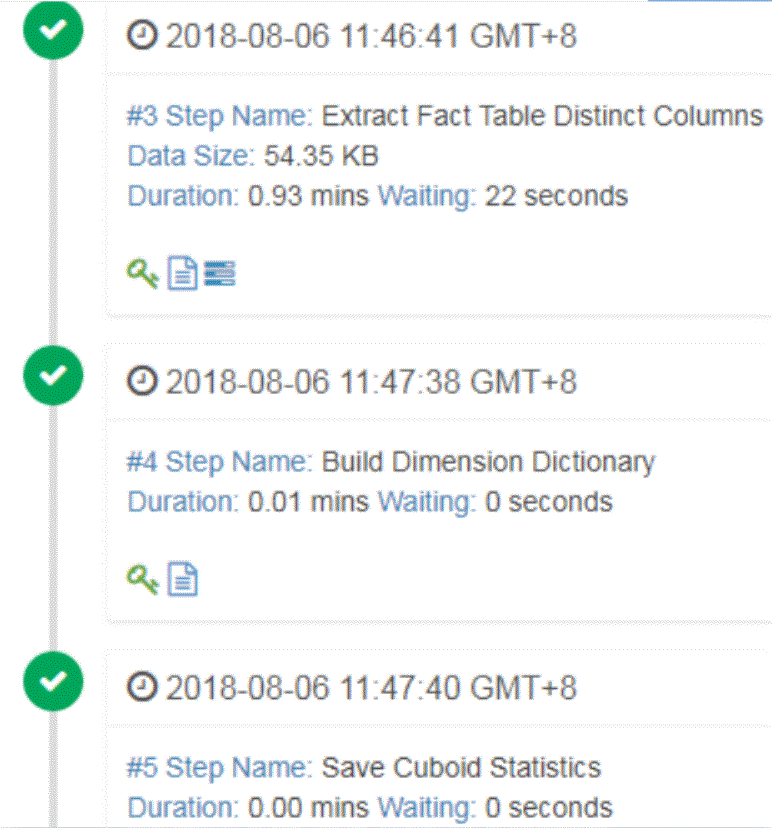 2018-08-06 11:46:41 GMT+8
#3 Step Name: Extract Fact Table Distinct Columns
Data Size: 54.35 KB
Duration: 0.93 mins Waiting: 22 seconds
2018-08-06 11:47:38 GMT+8
#4 Step Name: Build Dimension Dictionary
Duration: 0.01 mins Waiting: 0 seconds
2018-08-06 11:47:40 GMT+8
#5 Step Name: Save Cuboid Statistics
Duration: 0.00 mins Waiting: 0 seconds